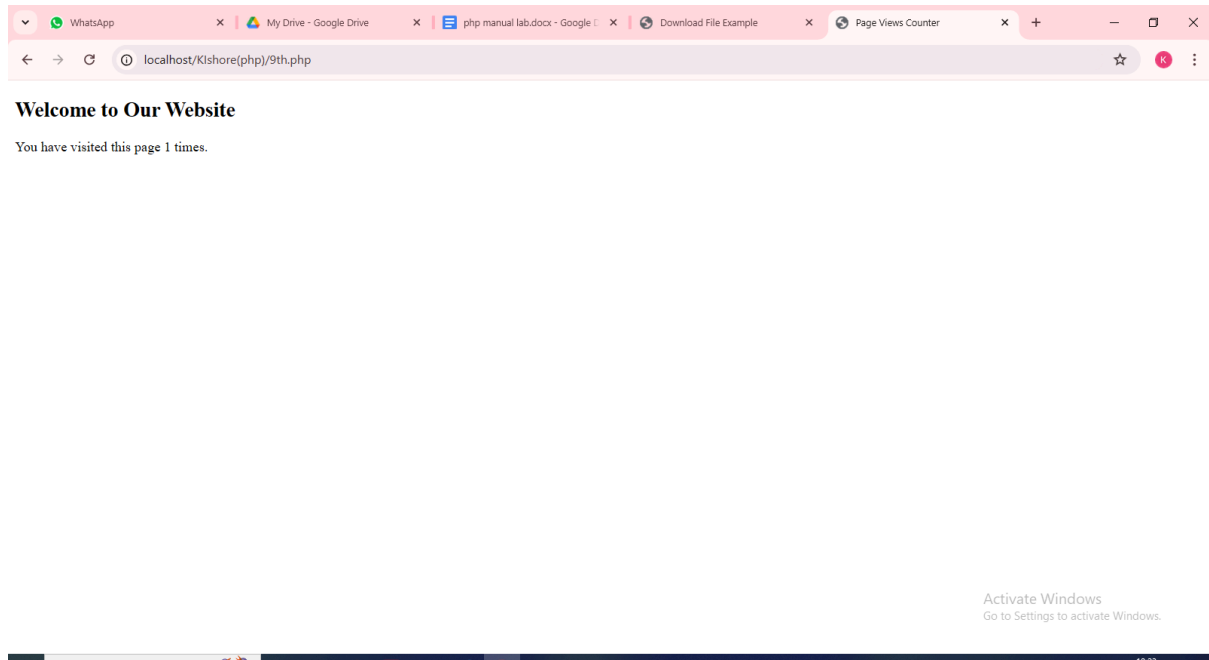 WhatsApp
My Drive - Google Drive
php manual lab.docx - Google D
Download File Example
Page Views Counter
localhost/KIshore(php)/9th.php
K
Welcome to Our Website
You have visited this page 1 times.
Activate Windows
Go to Settings to activate Windows.